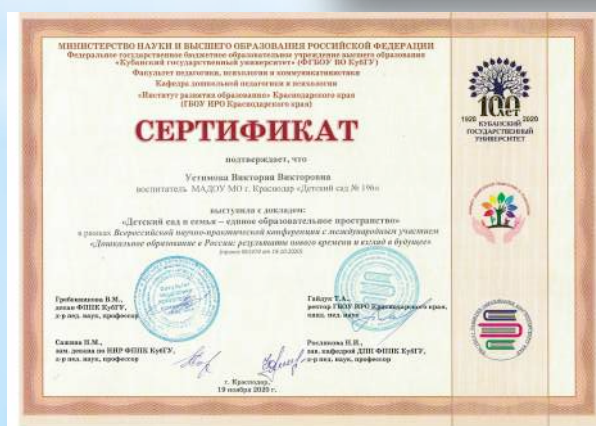 МИНИСТЕРСТВО НАУКИ И ВЫСШЕГО ОБРАЗОВАНИЯ РОССИЙСКОЙ ФЕДЕРАЦИИ
Федеральное государственное бюджетное образовательное учреждение высшего образования
«Кубанский государственный университет» (ФГБОУ ВО КубГУ)
Факультет педагогики, психологии и коммуникативистики
Кафедра дошкольной педагогики и психологии
«Институт развития образования» Краснодарского края
(ГБОУ ИРО Краснодарского края)
СЕРТИФИКАТ
подтверждает, что
Устимова Виктория Викторовна
воспитатель МАДОУ МО г. Краснодар «Детский сад № 196»
выступила с докладом:
«Детский сад и семья – единое образовательное пространство»
в рамках Всероссийской научно-практической конференции с международным участием
«Дошкольное образование в России: результаты нового времени и взгляд в будущее»
Гребенникова В.М.,
декан ФППК КубГУ,
д-р пед. наук, профессор
Гайдук Т.А.,
ректор ГБОУ ИРО Краснодарского края,
канд. пед. наук
Сажина Н.М.,
зам. декана по НИР ФППК КубГУ,
д-р пед. наук, профессор
Рослякова Н.И.,
зав. кафедрой ДПП ФППК КубГУ,
д-р пед. наук, профессор
г. Краснодар,
19 ноября 2020 г.
100 лет
1920 2020
КУБАНСКИЙ
ГОСУДАРСТВЕННЫЙ
УНИВЕРСИТЕТ